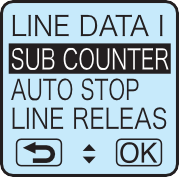 LINE DATA I
SUB COUNTER
AUTO STOP
LINE RELEAS
OK